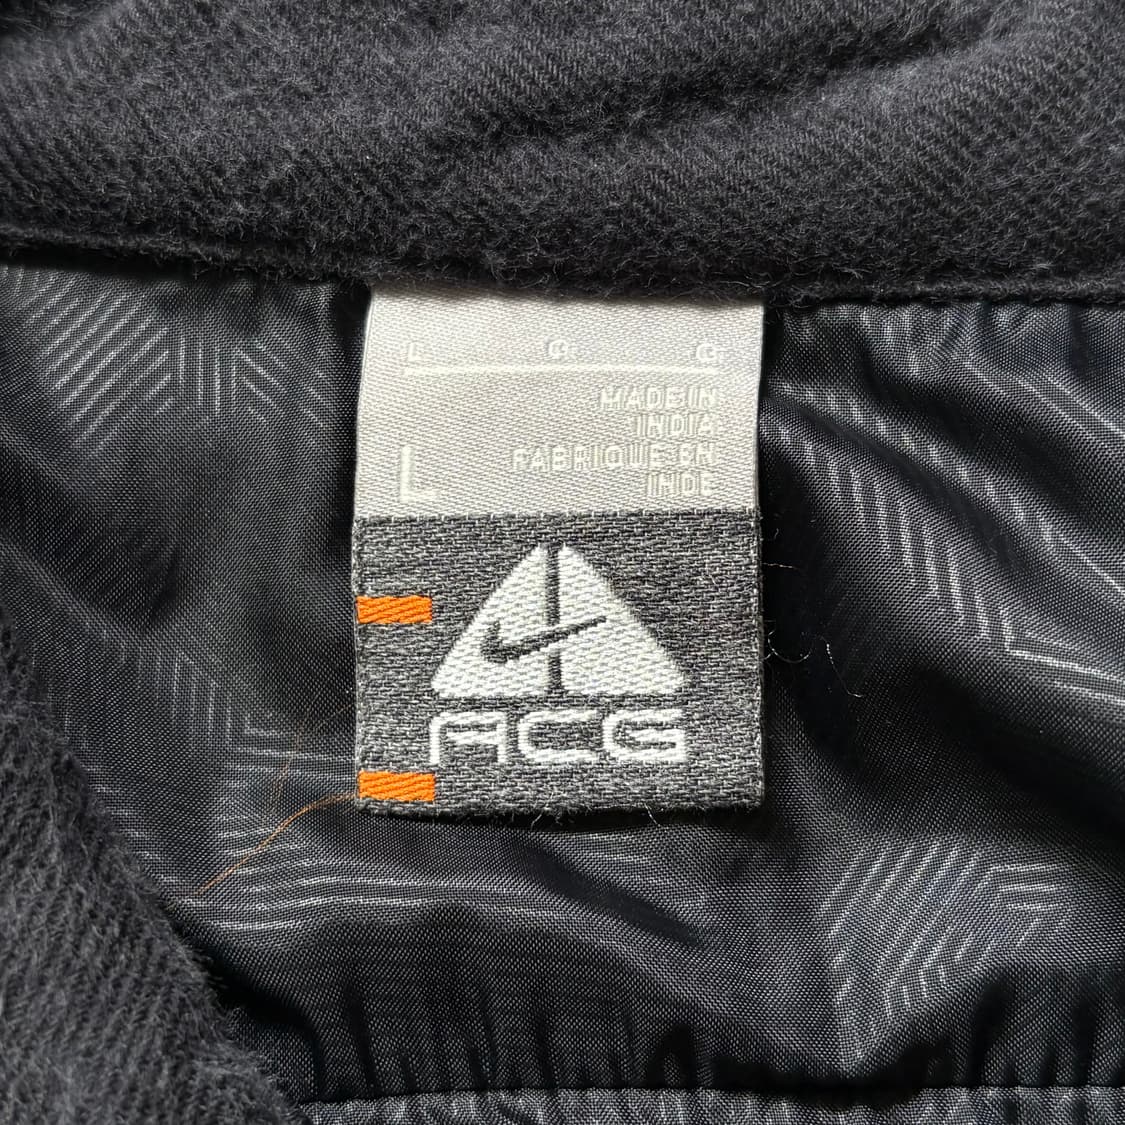 L G G
MADE IN
INDIA
FABRIQUE EN
INDE
L
ACG